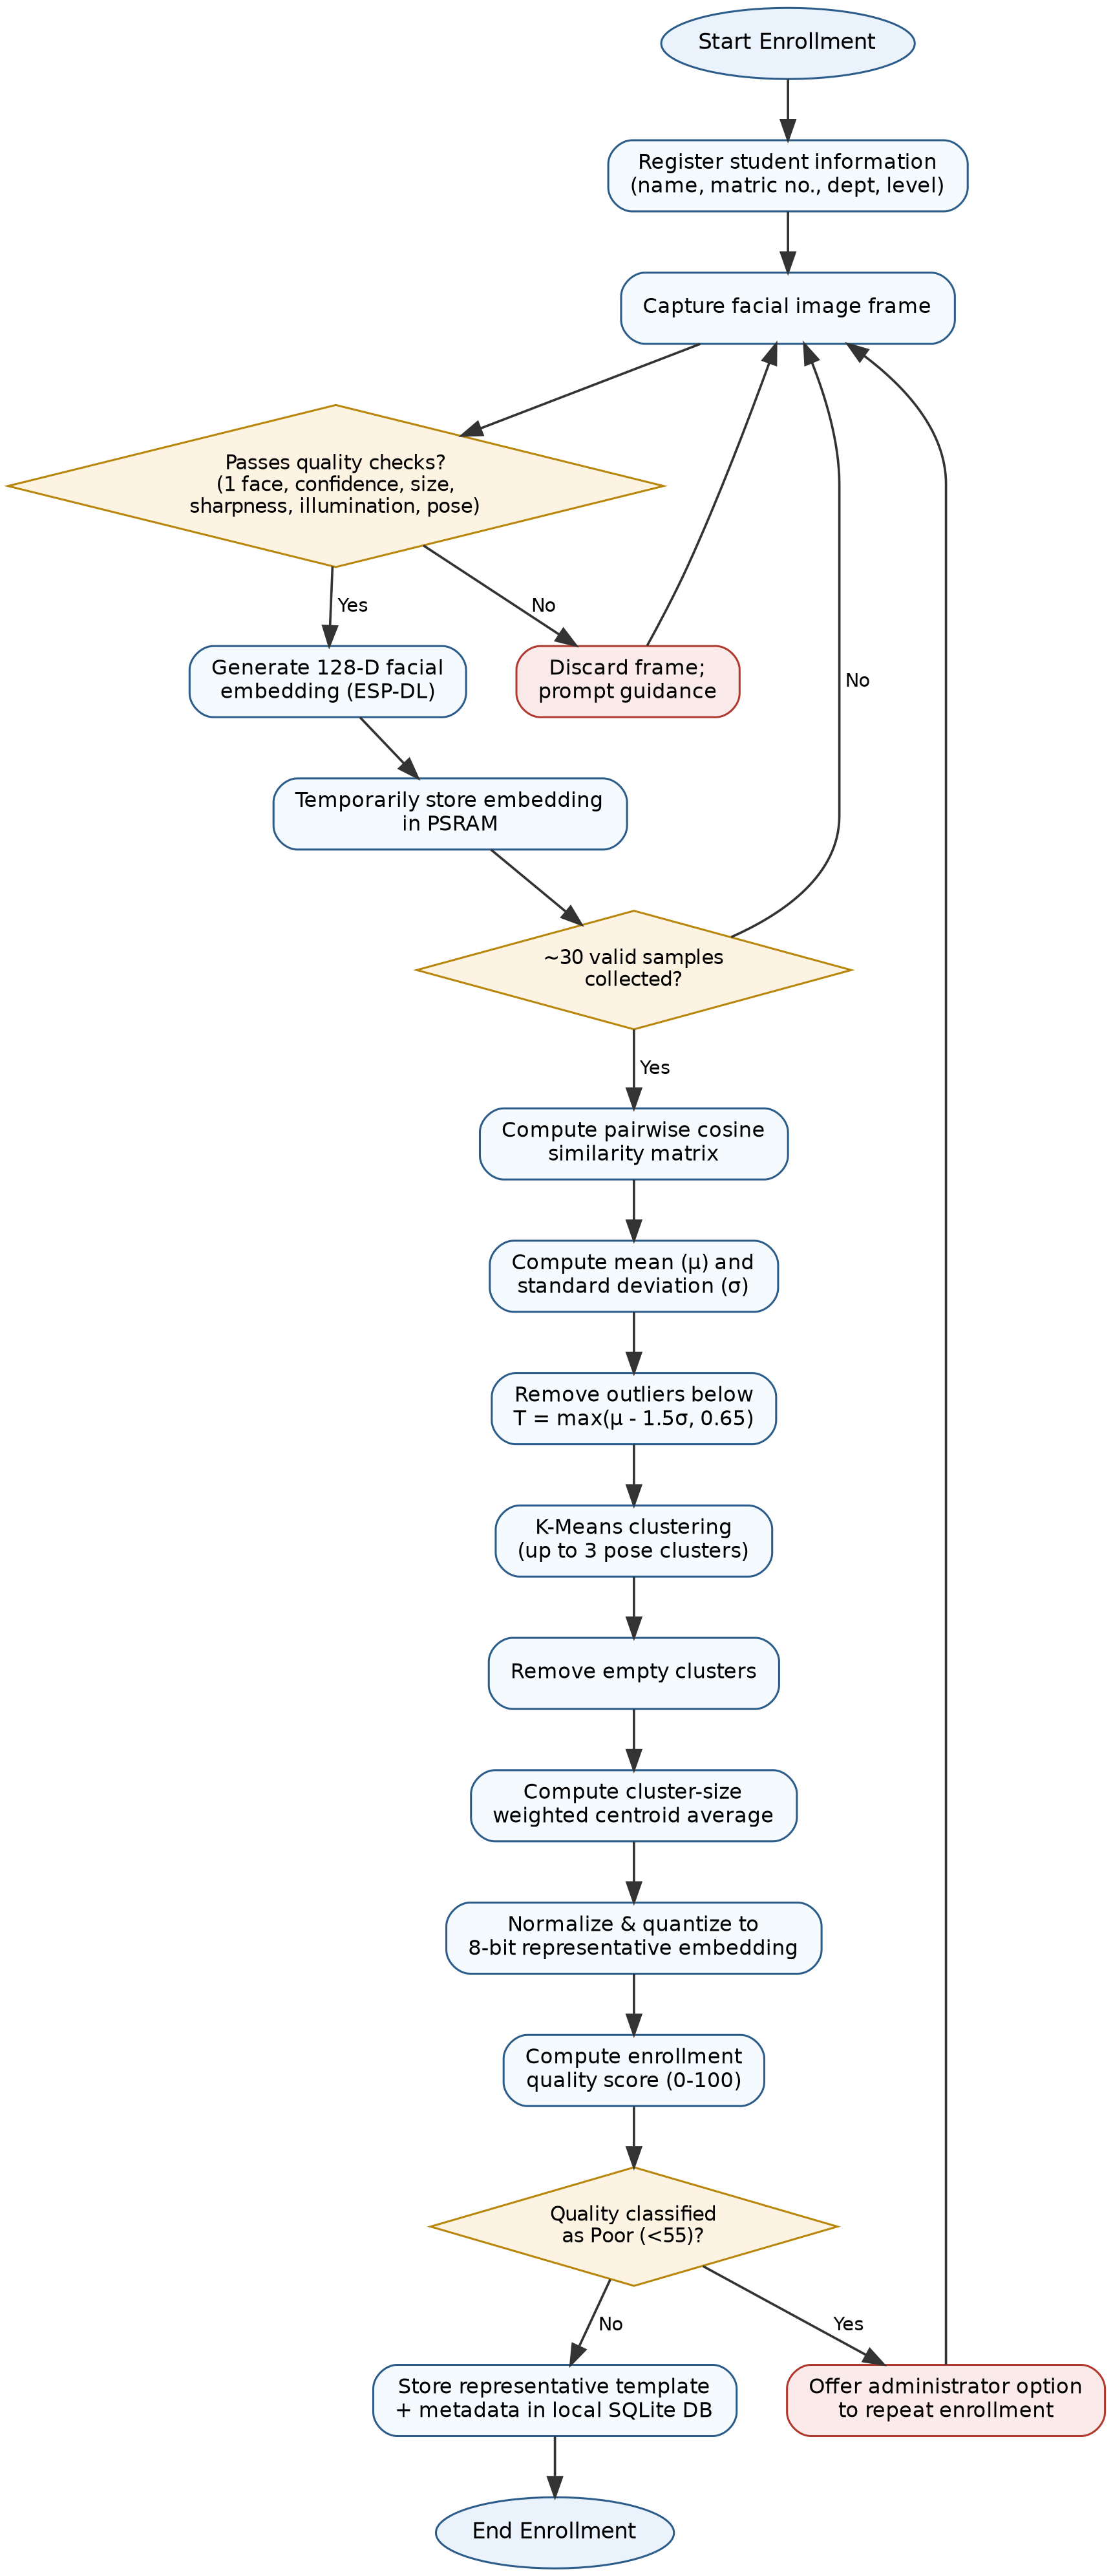 Start Enrollment
Register student information
(name, matric no., dept, level)
Capture facial image frame
Passes quality checks?
(1 face, confidence, size,
sharpness, illumination, pose)
Yes
No
Generate 128-D facial
embedding (ESP-DL)
Discard frame;
prompt guidance
No
Temporarily store embedding
in PSRAM
~30 valid samples
collected?
Yes
Compute pairwise cosine
similarity matrix
Compute mean (μ) and
standard deviation (σ)
Remove outliers below
T = max(μ - 1.5σ, 0.65)
K-Means clustering
(up to 3 pose clusters)
Remove empty clusters
Compute cluster-size
weighted centroid average
Normalize & quantize to
8-bit representative embedding
Compute enrollment
quality score (0-100)
Quality classified
as Poor (<55)?
No
Yes
Store representative template
+ metadata in local SQLite DB
Offer administrator option
to repeat enrollment
End Enrollment